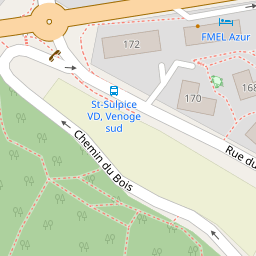 172
FMEL Azur
170
168
St-Sulpice
VD, Venoge
sud
Rue du
Chemin du Bois